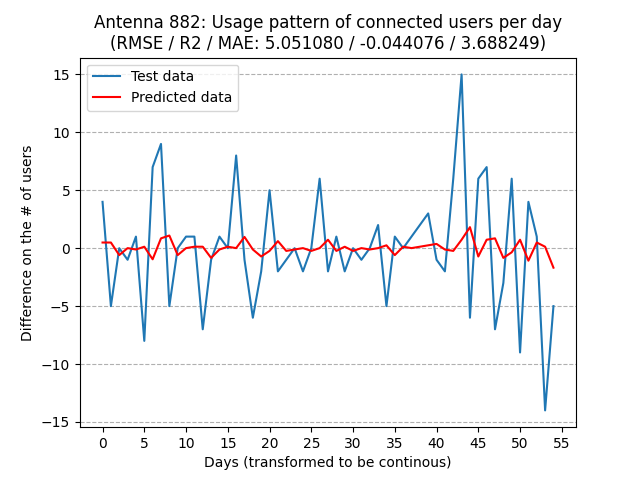 Antenna 882: Usage pattern of connected users per day
(RMSE / R2 / MAE: 5.051080 / -0.044076 / 3.688249)
Test data
Predicted data
Difference on the # of users
15
10
5
0
−5
−10
−15
0 5 10 15 20 25 30 35 40 45 50 55
Days (transformed to be continous)